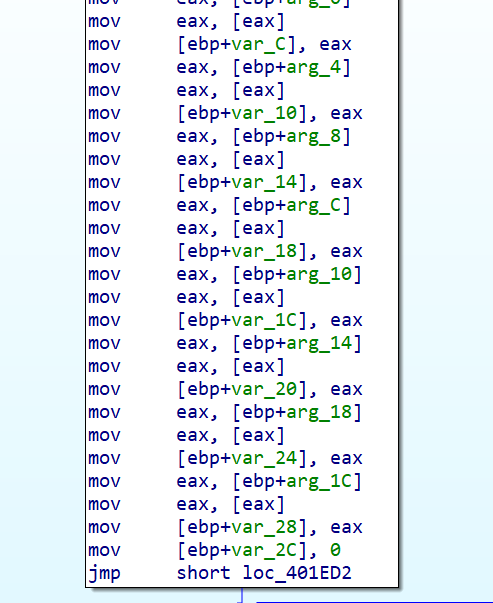 mov eax, [ebp+arg_0]
mov eax, [eax]
mov [ebp+var_C], eax
mov eax, [ebp+arg_4]
mov eax, [eax]
mov [ebp+var_10], eax
mov eax, [ebp+arg_8]
mov eax, [eax]
mov [ebp+var_14], eax
mov eax, [ebp+arg_C]
mov eax, [eax]
mov [ebp+var_18], eax
mov eax, [ebp+arg_10]
mov eax, [eax]
mov [ebp+var_1C], eax
mov eax, [ebp+arg_14]
mov eax, [eax]
mov [ebp+var_20], eax
mov eax, [ebp+arg_18]
mov eax, [eax]
mov [ebp+var_24], eax
mov eax, [ebp+arg_1C]
mov eax, [eax]
mov [ebp+var_28], eax
mov [ebp+var_2C], 0
jmp short loc_401ED2